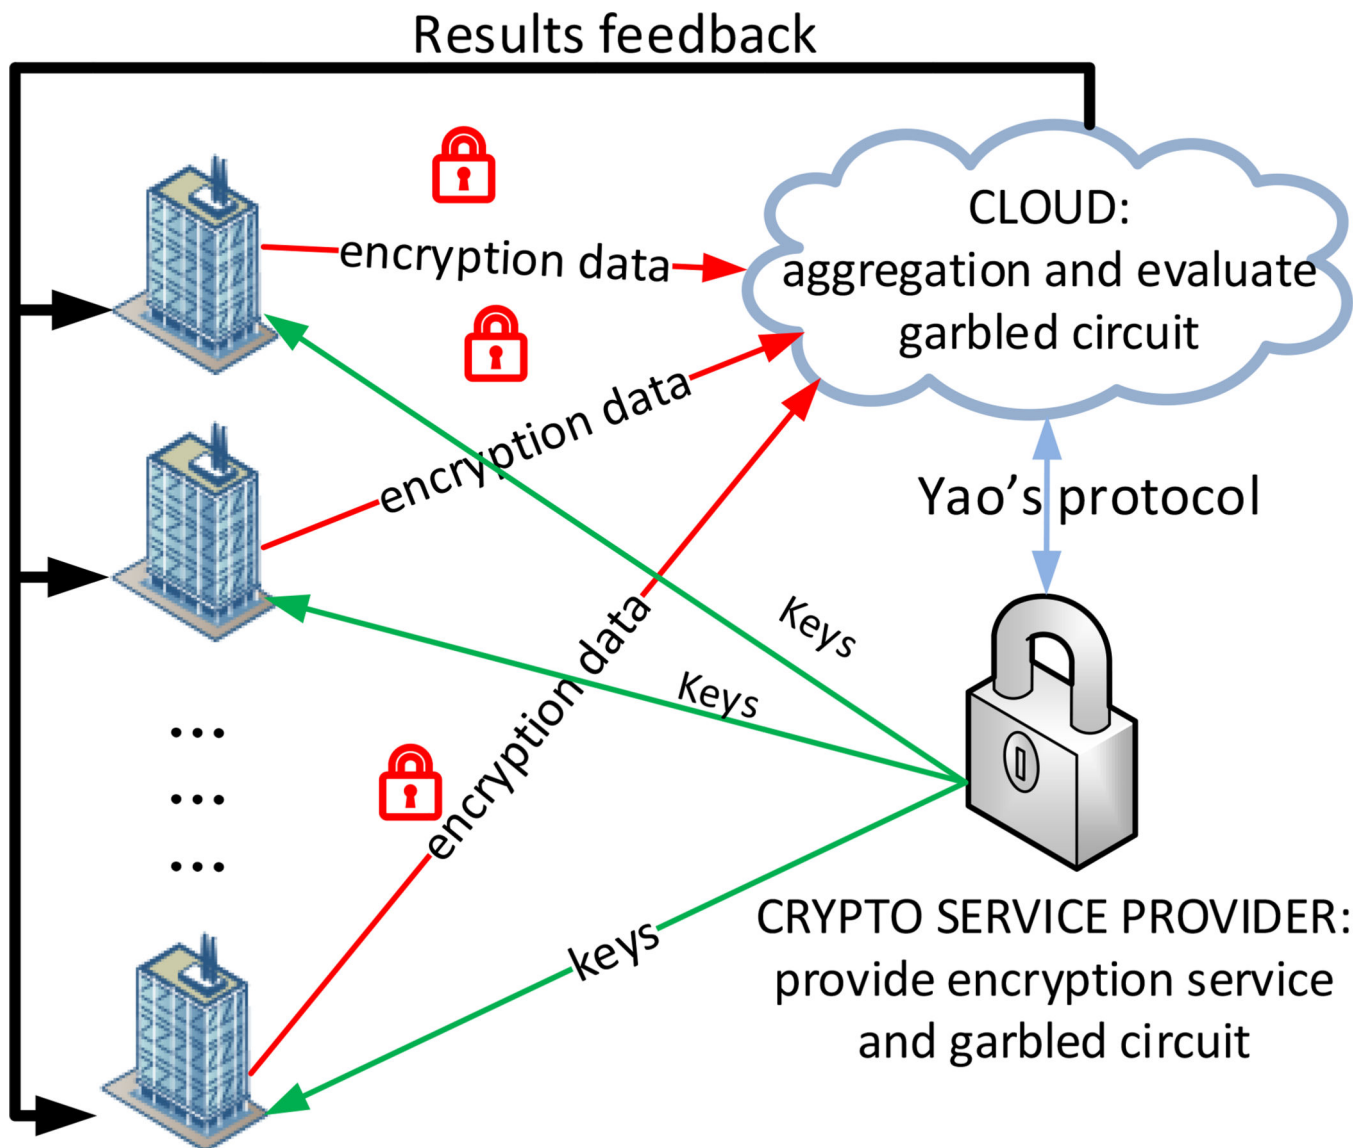 Results feedback
CLOUD:
aggregation and evaluate
garbled circuit
encryption data
encryption data
Yao’s protocol
Keys
Keys
encryption data
...
...
...
keys
CRYPTO SERVICE PROVIDER:
provide encryption service
and garbled circuit